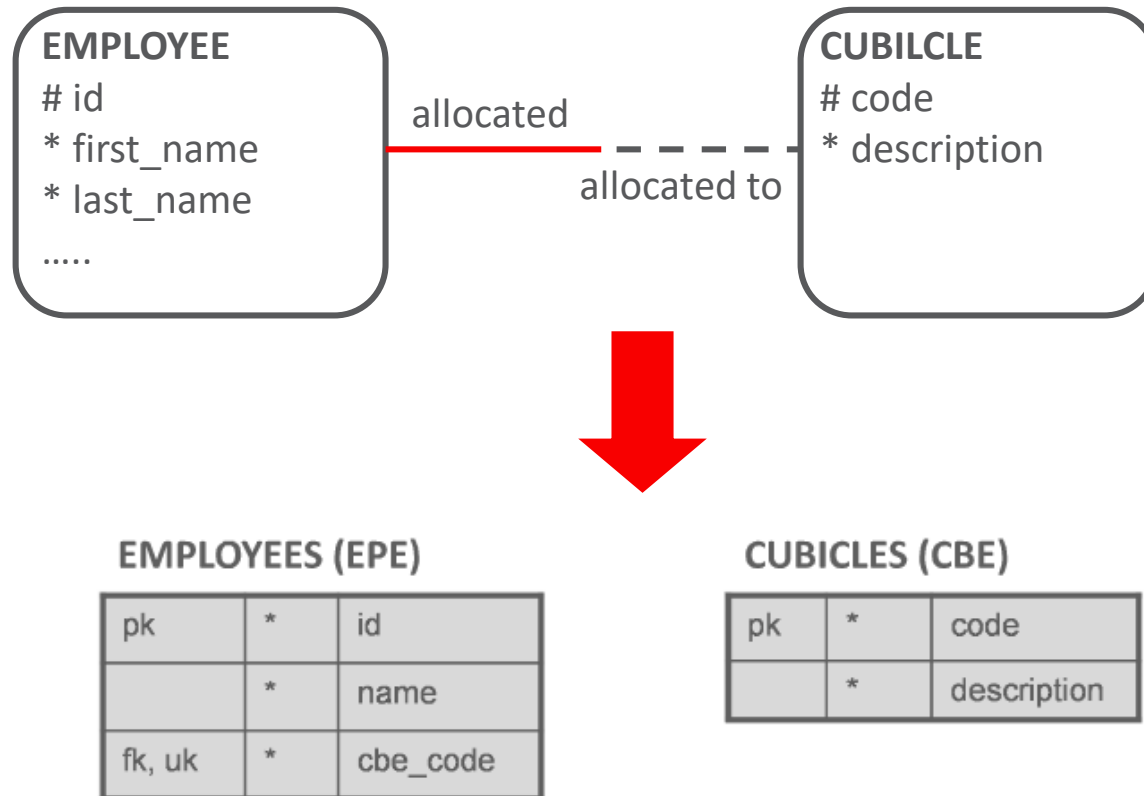 EMPLOYEE
# id
* first_name
* last_name
…..
allocated
allocated to
CUBILCLE
# code
* description
EMPLOYEES (EPE)
pk * id
* name
fk, uk * cbe_code
CUBICLES (CBE)
pk * code
* description